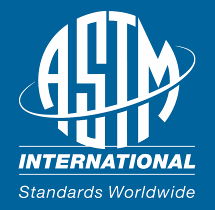 ASTM
INTERNATIONAL
Standards Worldwide